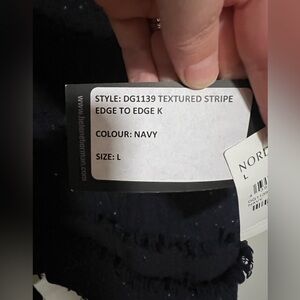 STYLE: DG1139 TEXTURED STRIPE
EDGE TO EDGE K
COLOUR: NAVY
SIZE: L
NORD
L